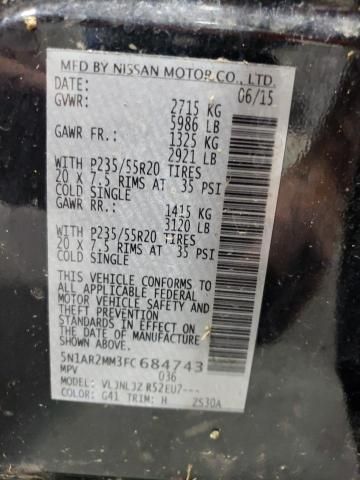 MFD BY NISSAN MOTOR CO., LTD.
DATE: 06/15
GVWR: 2715 KG
5986 LB
GAWR FR.: 1325 KG
2921 LB
WITH P235/55R20 TIRES
20 X 7.5 RIMS AT 35 PSI
COLD SINGLE
GAWR RR.: 1415 KG
3120 LB
WITH P235/55R20 TIRES
20 X 7.5 RIMS AT 35 PSI
COLD SINGLE
THIS VEHICLE CONFORMS TO
ALL APPLICABLE FEDERAL
MOTOR VEHICLE SAFETY AND
THEFT PREVENTION
STANDARDS IN EFFECT ON
THE DATE OF MANUFACTURE
SHOWN ABOVE.
5N1AR2MM3FC684743
MPV 036
MODEL: VLJNLJZ R52EU7---
COLOR: G41 TRIM: H ZS30A